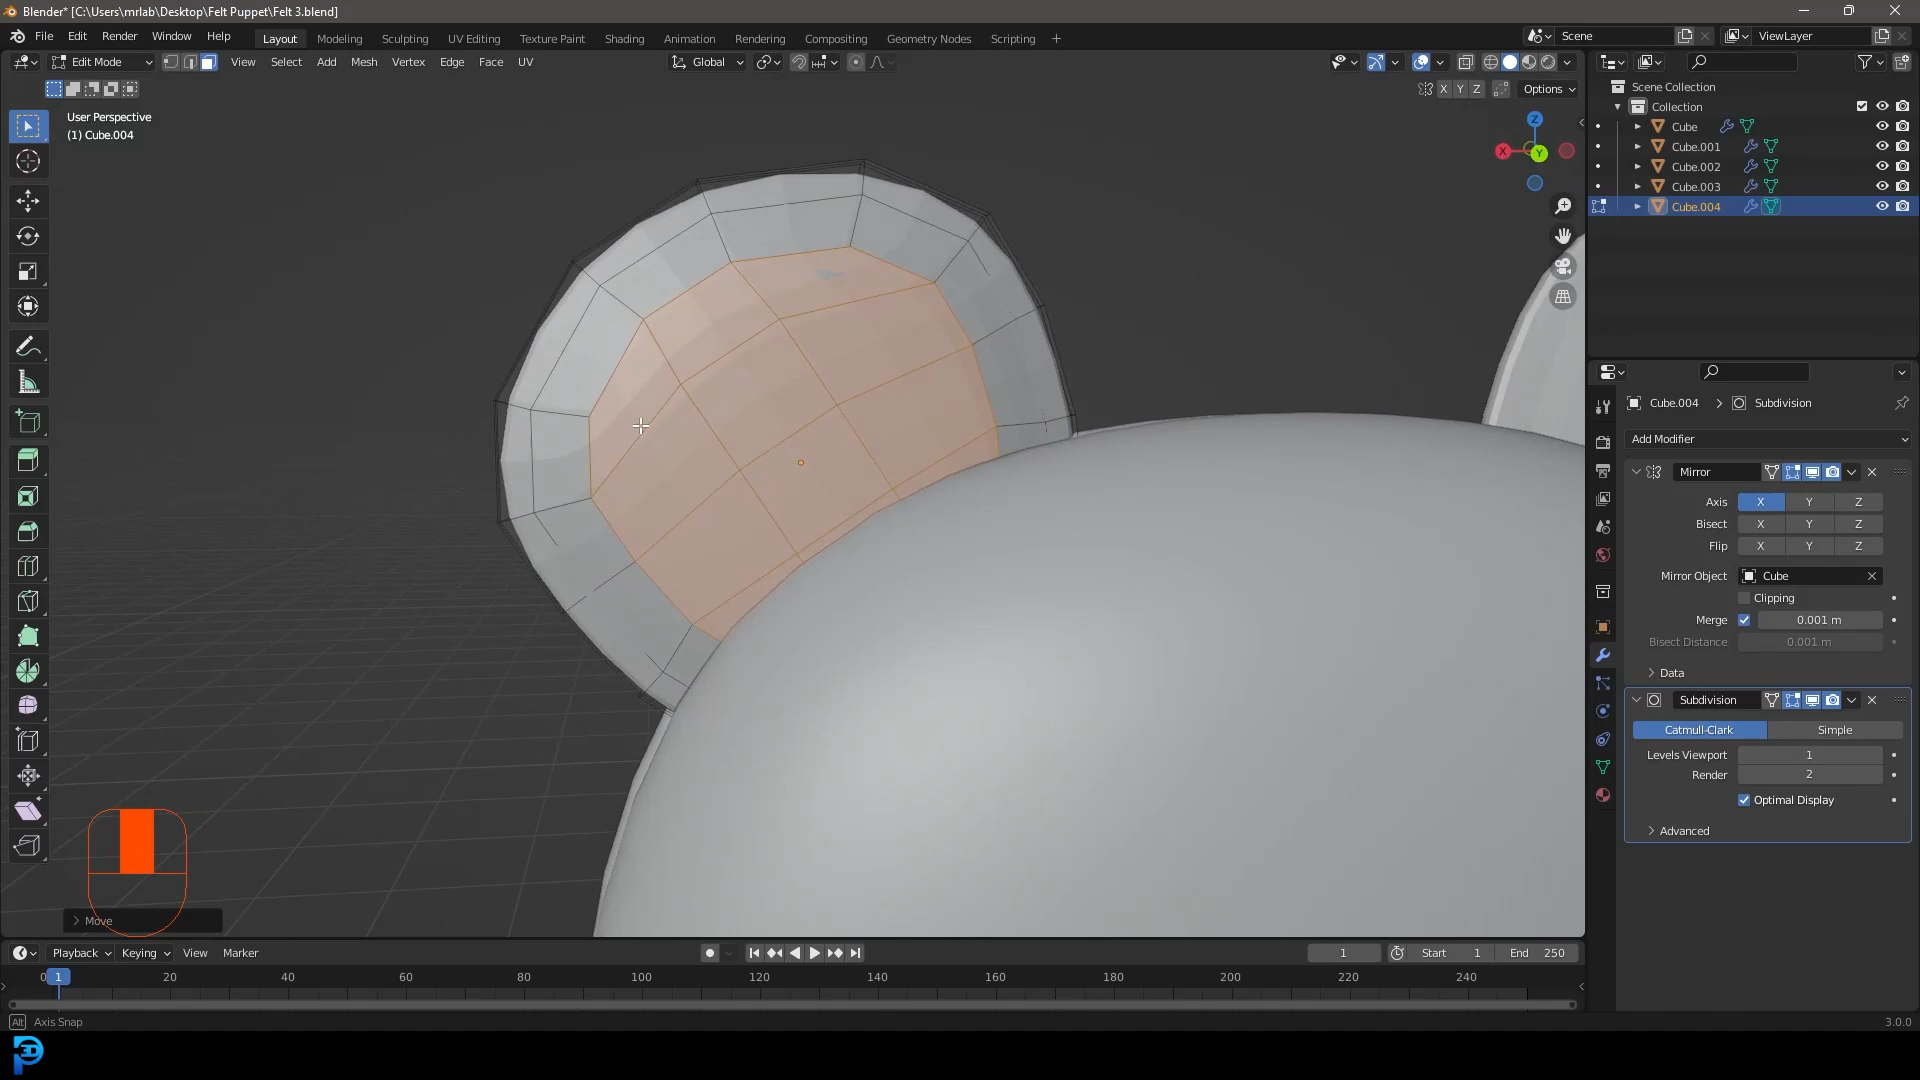 Blender* [C:\Users\mrlab\Desktop\Felt Puppet\Felt 3.blend]
File Edit Render Window Help Layout Modeling Sculpting UV Editing Texture Paint Shading Animation Rendering Compositing Geometry Nodes Scripting + Scene ViewLayer
Edit Mode View Select Add Mesh Vertex Edge Face UV Global
X Y Z Options
User Perspective
(1) Cube.004
Z
X Y
Scene Collection
Collection
Cube
Cube.001
Cube.002
Cube.003
Cube.004
Cube.004 > Subdivision
Add Modifier
Mirror
Axis X Y Z
Bisect X Y Z
Flip X Y Z
Mirror Object Cube
Clipping
Merge 0.001 m
Bisect Distance 0.001 m
Data
Subdivision
Catmull-Clark Simple
Levels Viewport 1
Render 2
Optimal Display
Advanced
Move
Playback Keying View Marker 1 Start 1 End 250
0 1 20 40 60 80 100 120 140 160 180 200 220 240
Alt Axis Snap 3.0.0
3D